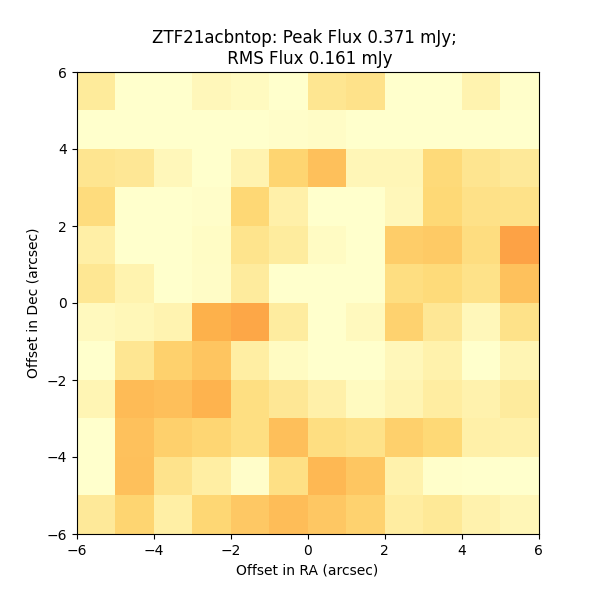 ZTF21acbntop: Peak Flux 0.371 mJy;
RMS Flux 0.161 mJy
6
4
2
0
−2
−4
−6
Offset in Dec (arcsec)
−6 −4 −2 0 2 4 6
Offset in RA (arcsec)